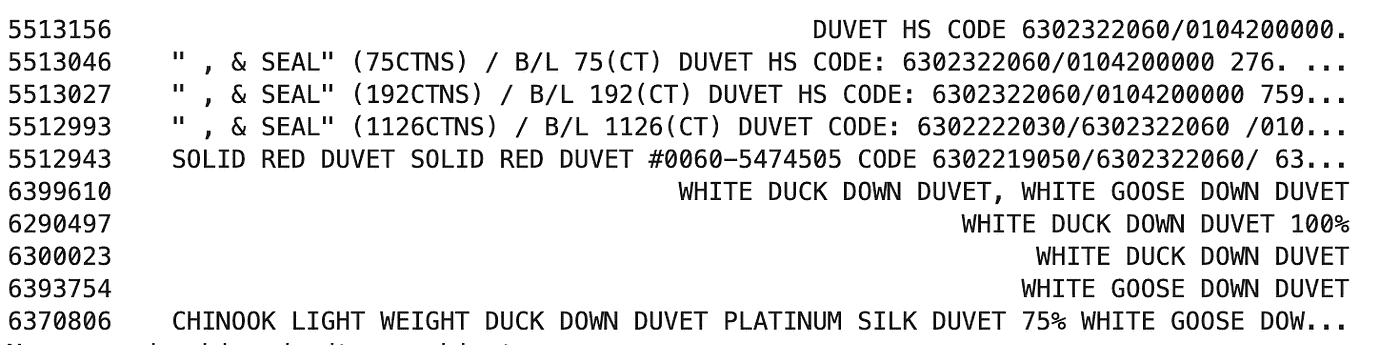 5513156 DUVET HS CODE 6302322060/0104200000.
5513046 " , & SEAL" (75CTNS) / B/L 75(CT) DUVET HS CODE: 6302322060/0104200000 276. ...
5513027 " , & SEAL" (192CTNS) / B/L 192(CT) DUVET HS CODE: 6302322060/0104200000 759...
5512993 " , & SEAL" (1126CTNS) / B/L 1126(CT) DUVET CODE: 6302222030/6302322060 /010...
5512943 SOLID RED DUVET SOLID RED DUVET #0060-5474505 CODE 6302219050/6302322060/ 63...
6399610 WHITE DUCK DOWN DUVET, WHITE GOOSE DOWN DUVET
6290497 WHITE DUCK DOWN DUVET 100%
6300023 WHITE DUCK DOWN DUVET
6393754 WHITE GOOSE DOWN DUVET
6370806 CHINOOK LIGHT WEIGHT DUCK DOWN DUVET PLATINUM SILK DUVET 75% WHITE GOOSE DOW...